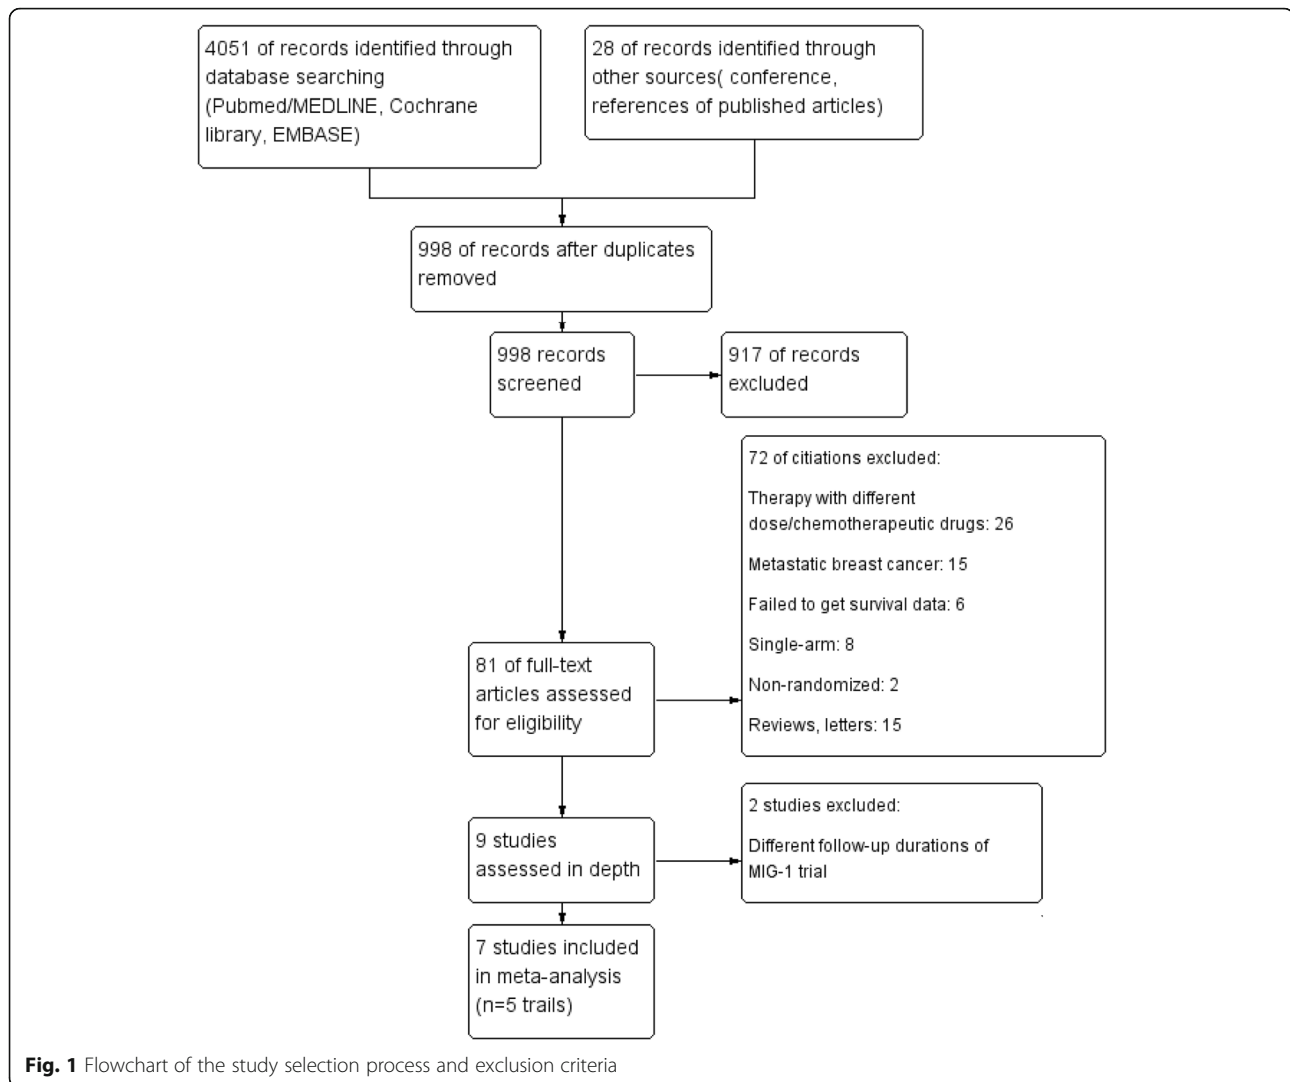 4051 of records identified through
database searching
(Pubmed/MEDLINE, Cochrane
library, EMBASE)
28 of records identified through
other sources( conference,
references of published articles)
998 of records after duplicates
removed
998 records
screened
917 of records
excluded
72 of citiations excluded:
Therapy with different
dose/chemotherapeutic drugs: 26
Metastatic breast cancer: 15
Failed to get survival data: 6
Single-arm: 8
Non-randomized: 2
Reviews, letters: 15
81 of full-text
articles assessed
for eligibility
9 studies
assessed in depth
2 studies excluded:
Different follow-up durations of
MIG-1 trial
7 studies included
in meta-analysis
(n=5 trails)
Fig. 1 Flowchart of the study selection process and exclusion criteria